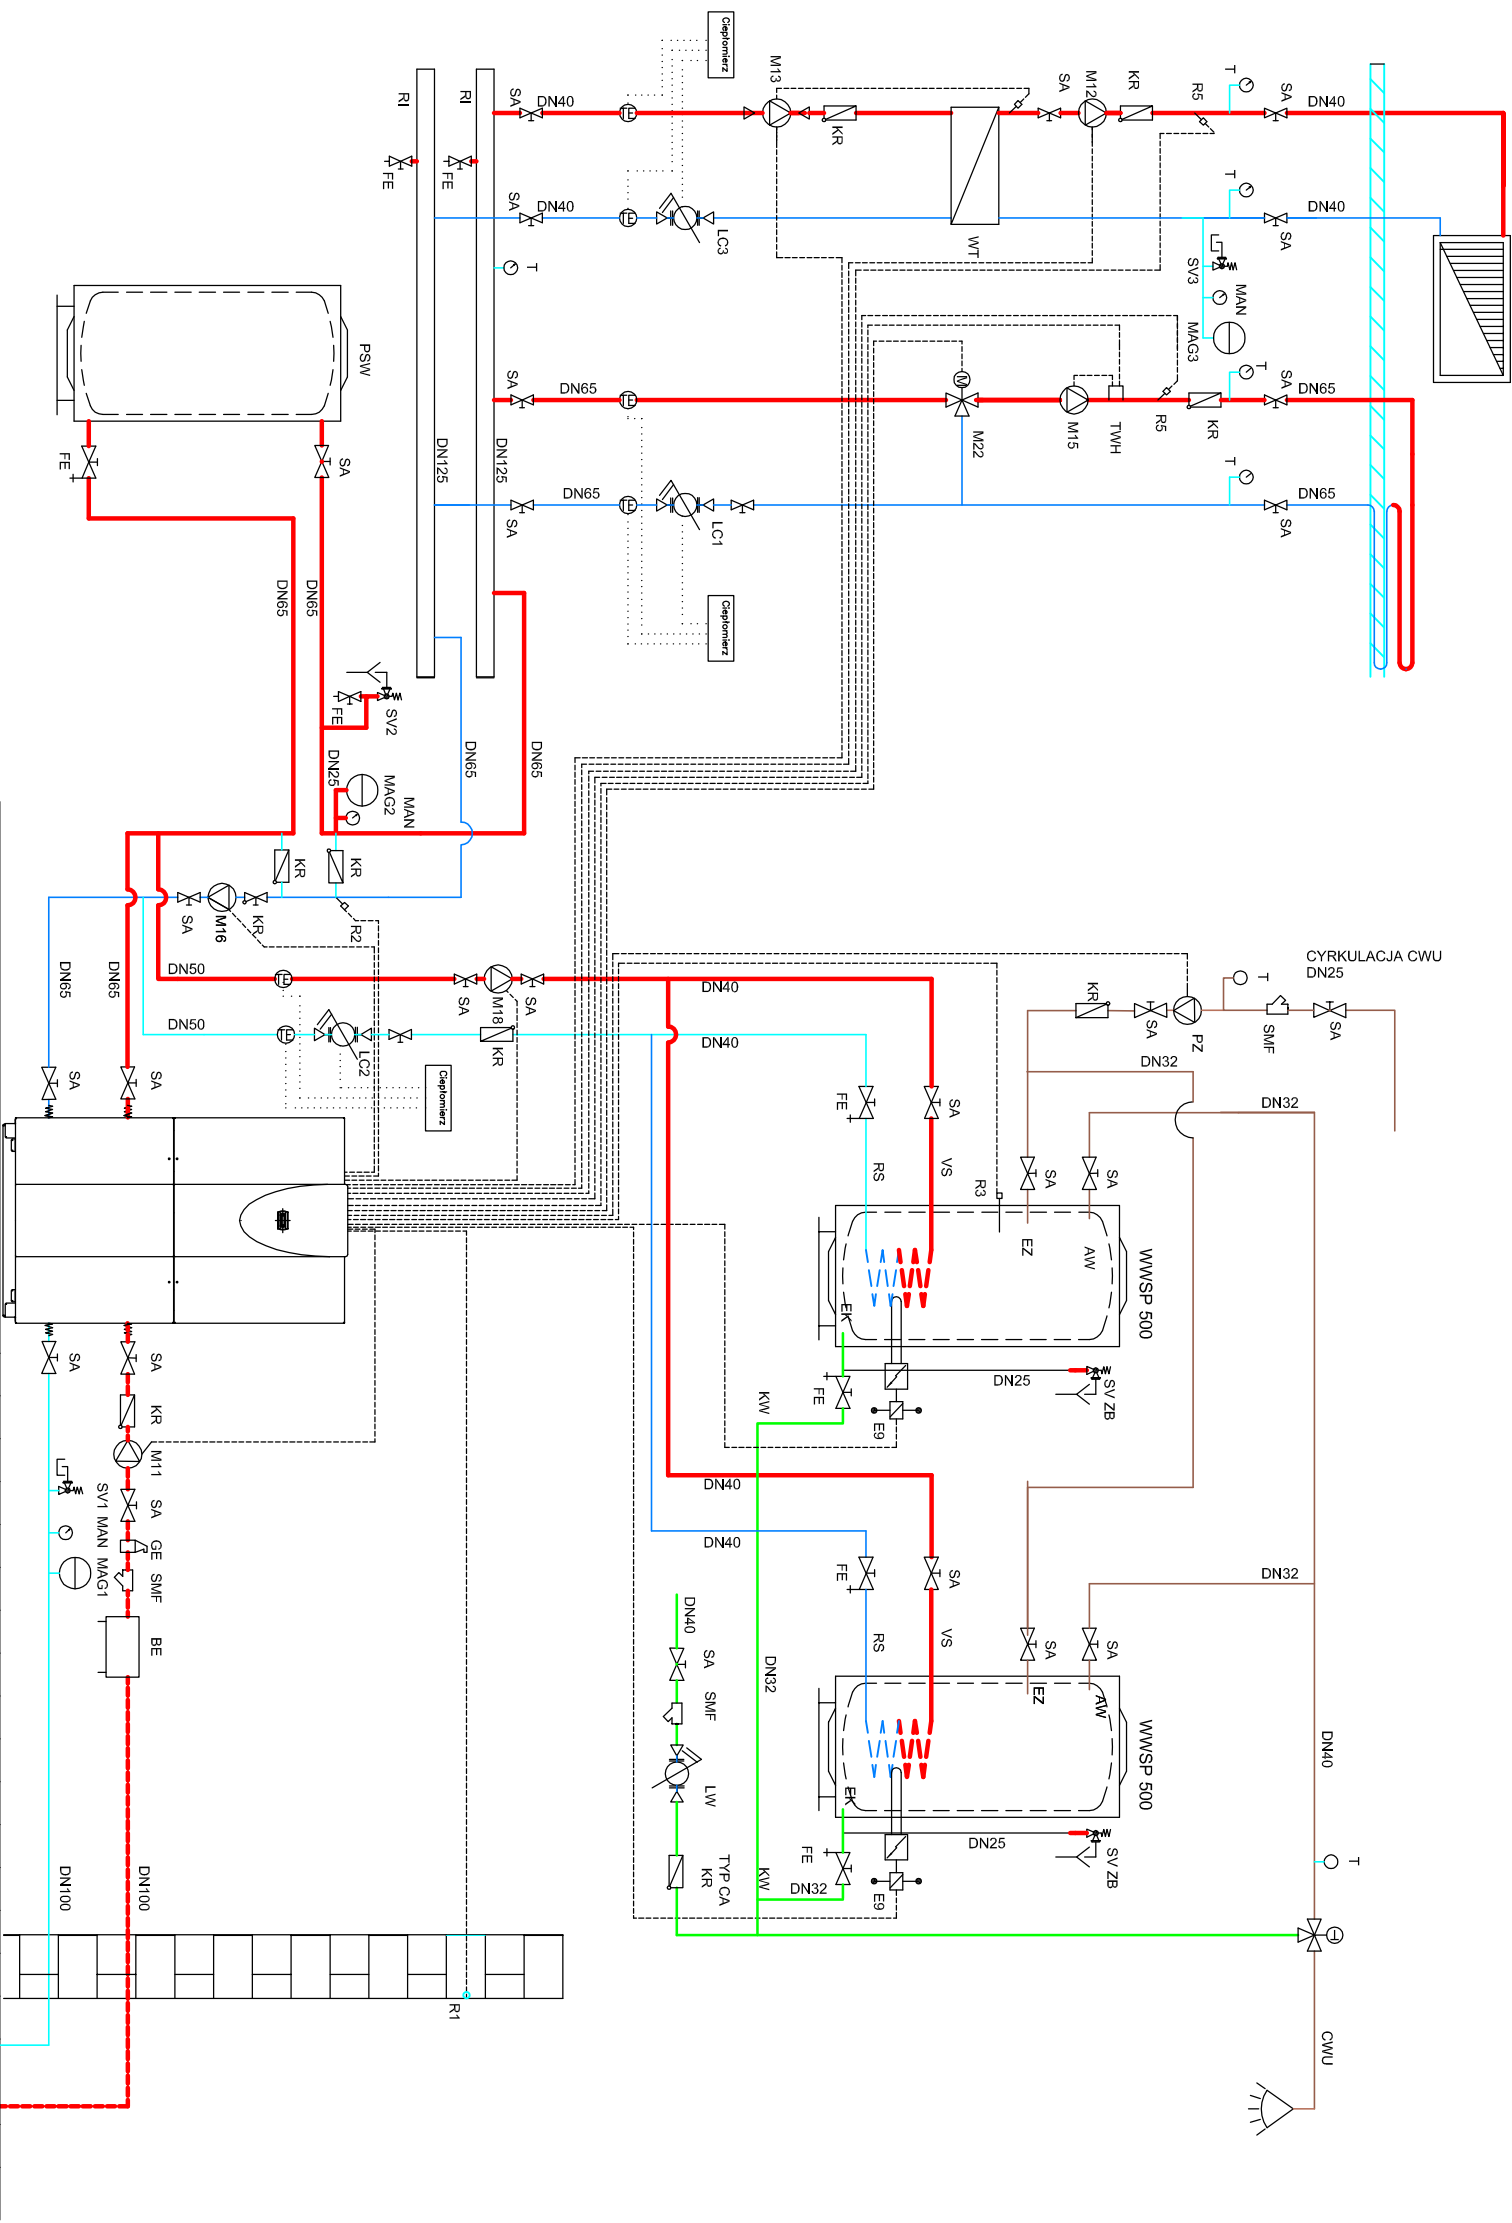 Ciepłomierz
M13
SA
M12
KR
R5
T
SA
DN40
RI
RI
SA
DN40
TE
KR
FE
FE
SA
DN40
TE
LC3
WT
T
SA
DN40
SV3
MAN
MAG3
T
PSW
FE
SA
DN125
DN125
SA
DN65
TE
M
M22
M15
TWH
R5
KR
T
SA
DN65
SA
DN65
TE
LC1
T
SA
DN65
DN65
DN65
Ciepłomierz
SV2
FE
DN25
MAG2
MAN
DN65
DN65
KR
KR
SA
M16
KR
R2
DN65
DN65
DN50
TE
SA
M18
SA
DN40
DN50
TE
LC2
KR
DN40
CYRKULACJA CWU
DN25
T
KR
SA
PZ
SMF
SA
DN32
DN32
SA
SA
Ciepłomierz
FE
SA
RS
VS
R3
SA
SA
EZ
AW
WWSP 500
EK
SA
SA
KR
M11
KW
FE
E9
DN25
SV ZB
SV1
MAN
MAG1
SA
GE
SMF
BE
DN40
DN40
FE
SA
RS
VS
DN32
SA
SA
DN40
SA
SMF
DN32
EZ
AW
WWSP 500
DN40
LW
EK
DN100
DN100
TYP CA
KR
KW
DN32
FE
E9
DN25
SV ZB
T
T
R1
CWU